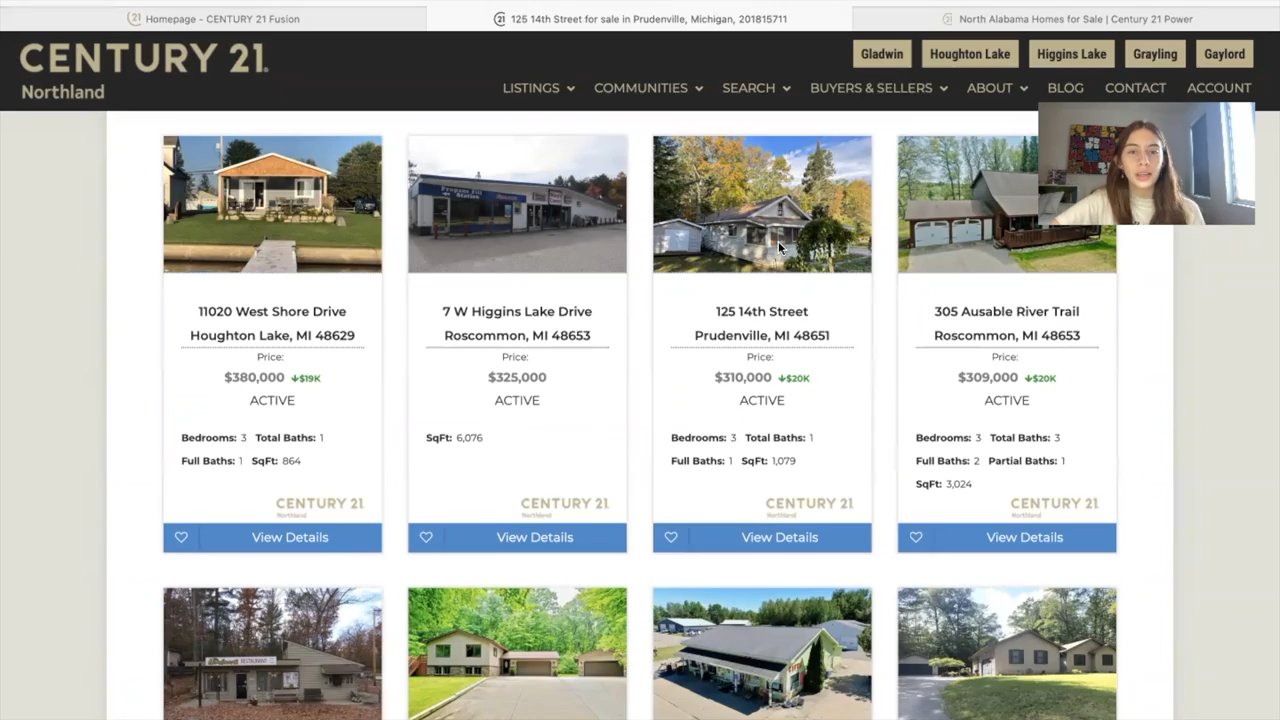 Homepage - CENTURY 21 Fusion
125 14th Street for sale in Prudenville, Michigan, 201815711
North Alabama Homes for Sale | Century 21 Power
CENTURY 21.
Northland
Gladwin
Houghton Lake
Higgins Lake
Grayling
Gaylord
LISTINGS
COMMUNITIES
SEARCH
BUYERS & SELLERS
ABOUT
BLOG
CONTACT
ACCOUNT
Propane Fill
Station
11020 West Shore Drive
Houghton Lake, MI 48629
Price:
$380,000 ↓$19K
ACTIVE
Bedrooms: 3 Total Baths: 1
Full Baths: 1 SqFt: 864
CENTURY 21.
Northland
View Details
7 W Higgins Lake Drive
Roscommon, MI 48653
Price:
$325,000
ACTIVE
SqFt: 6,076
CENTURY 21.
Northland
View Details
125 14th Street
Prudenville, MI 48651
Price:
$310,000 ↓$20K
ACTIVE
Bedrooms: 3 Total Baths: 1
Full Baths: 1 SqFt: 1,079
CENTURY 21.
Northland
View Details
305 Ausable River Trail
Roscommon, MI 48653
Price:
$309,000 ↓$20K
ACTIVE
Bedrooms: 3 Total Baths: 3
Full Baths: 2 Partial Baths: 1
SqFt: 3,024
CENTURY 21.
Northland
View Details
RESTAURANT